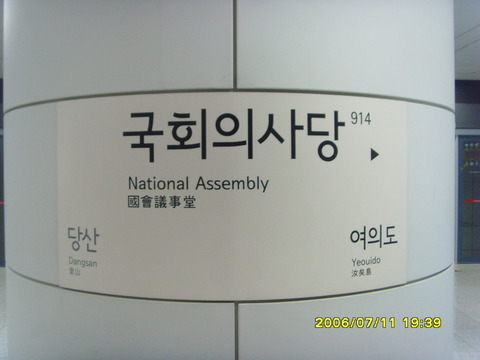 국회의사당 914
▶
National Assembly
國會議事堂
당산
Dangsan
堂山
여의도
Yeouido
汝矣島
2006/07/11 19:39